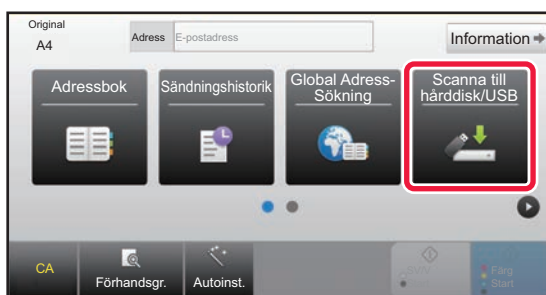 Original
A4
Adress
E-postadress
Information
Adressbok
Sändningshistorik
Global Adress-
Sökning
Scanna till
hårddisk/USB
CA
Förhandsgr.
Autoinst.
Färg
Start